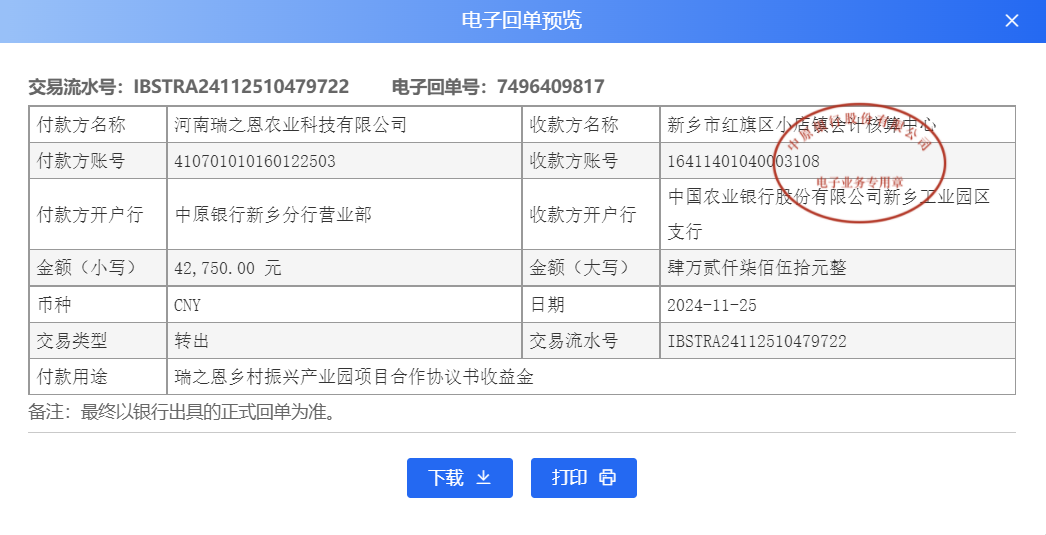 电子回单预览
交易流水号：IBSTRA24112510479722 电子回单号：7496409817
付款方名称 河南瑞之恩农业科技有限公司 收款方名称 新乡市红旗区小店镇会计核算中心
付款方账号 410701010160122503 收款方账号 16411401040003108
付款方开户行 中原银行新乡分行营业部 收款方开户行 中国农业银行股份有限公司新乡工业园区
支行
中原银行股份有限公司
电子业务专用章
金额（小写） 42,750.00 元 金额（大写） 肆万贰仟柒佰伍拾元整
币种 CNY 日期 2024-11-25
交易类型 转出 交易流水号 IBSTRA24112510479722
付款用途 瑞之恩乡村振兴产业园项目合作协议书收益金
备注：最终以银行出具的正式回单为准。
下载 打印